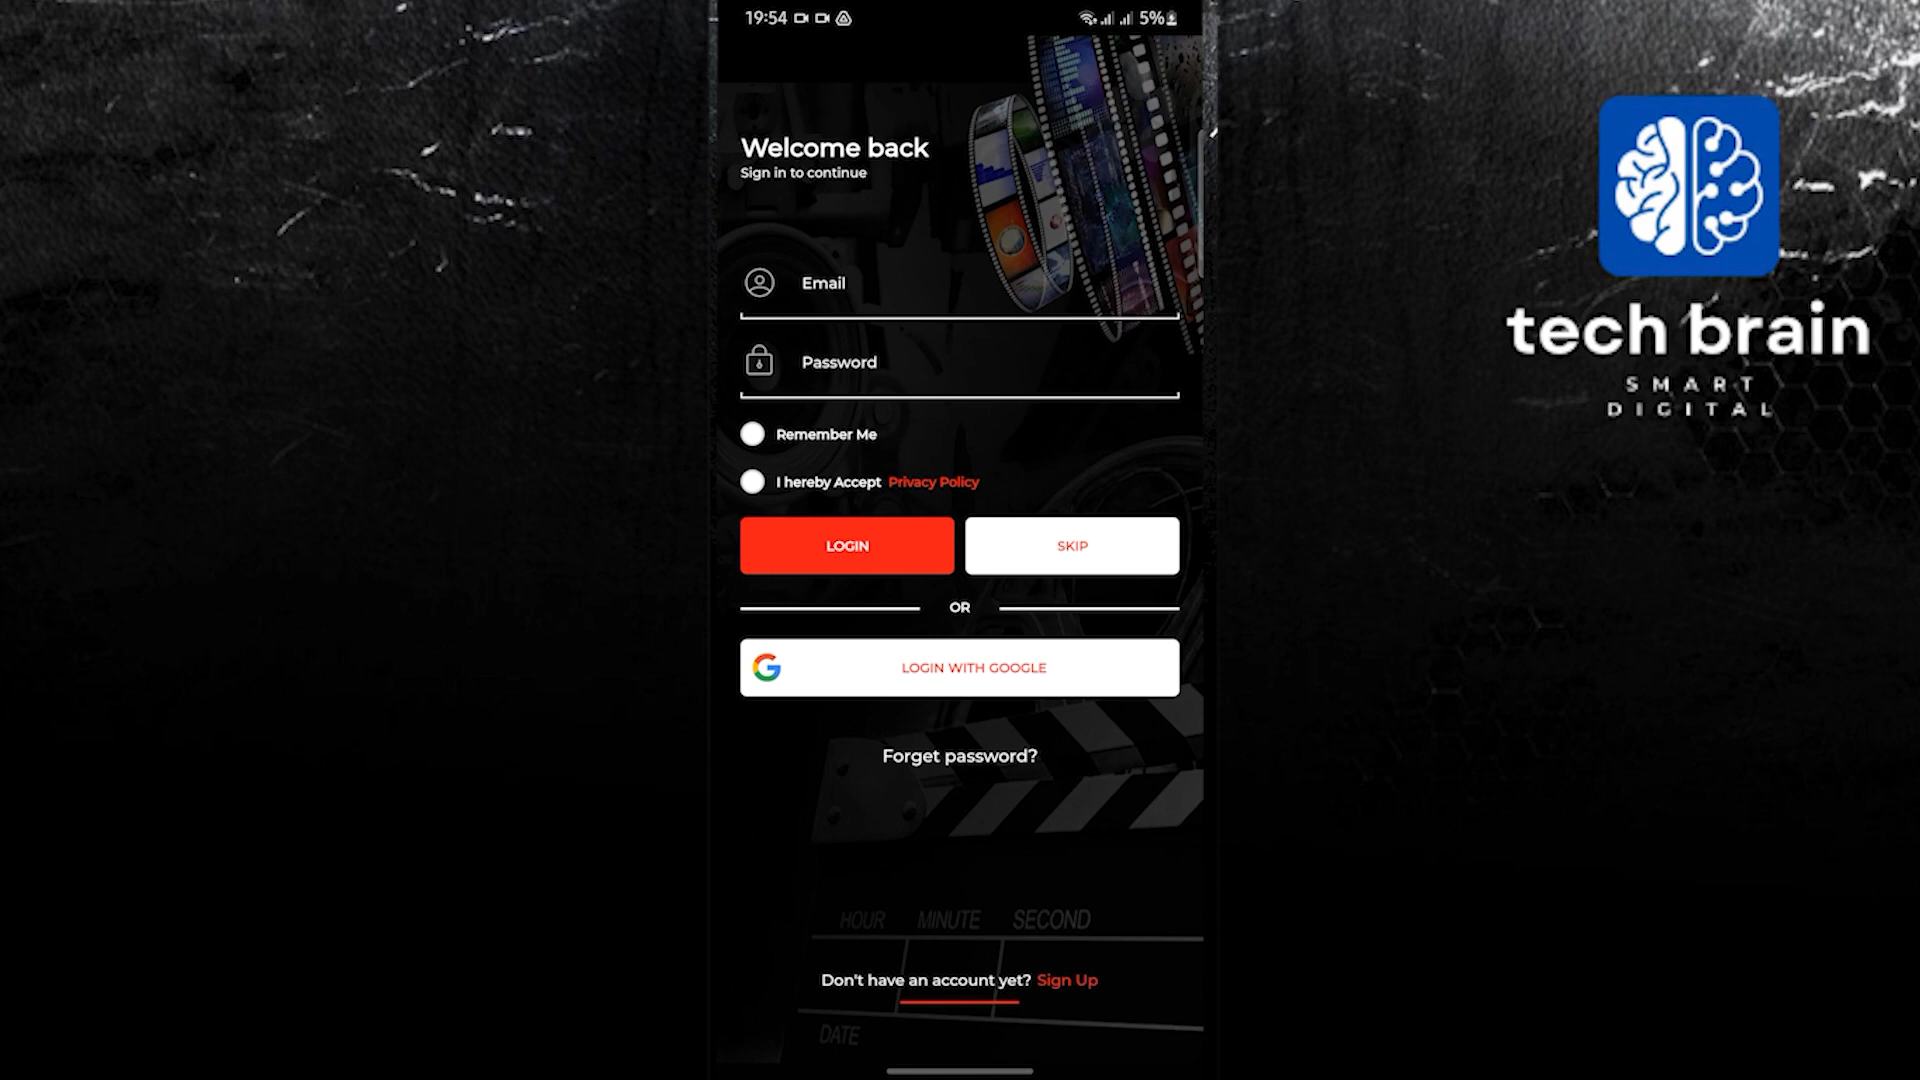 19:54
5%
Welcome back
Sign in to continue
Email
Password
Remember Me
I hereby Accept Privacy Policy
LOGIN
SKIP
OR
LOGIN WITH GOOGLE
Forget password?
HOUR MINUTE SECOND
Don't have an account yet? Sign Up
DATE
tech brain
SMART
DIGITAL